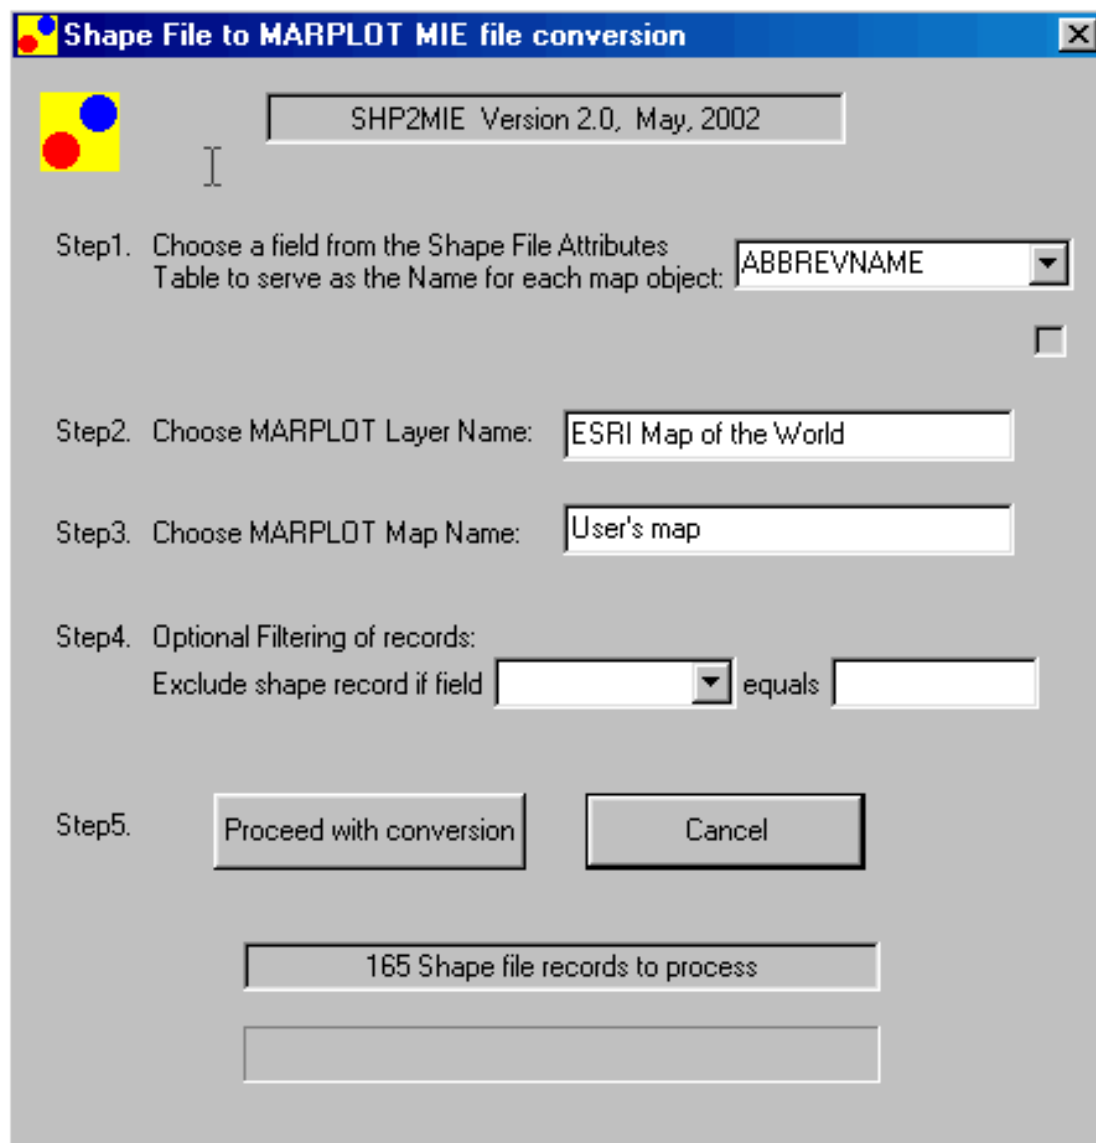 Shape File to MARPLOT MIE file conversion
SHP2MIE Version 2.0, May, 2002
Step1. Choose a field from the Shape File Attributes
Table to serve as the Name for each map object: ABBREVNAME
Step2. Choose MARPLOT Layer Name: ESRI Map of the World
Step3. Choose MARPLOT Map Name: User's map
Step4. Optional Filtering of records:
Exclude shape record if field equals
Step5. Proceed with conversion Cancel
165 Shape file records to process